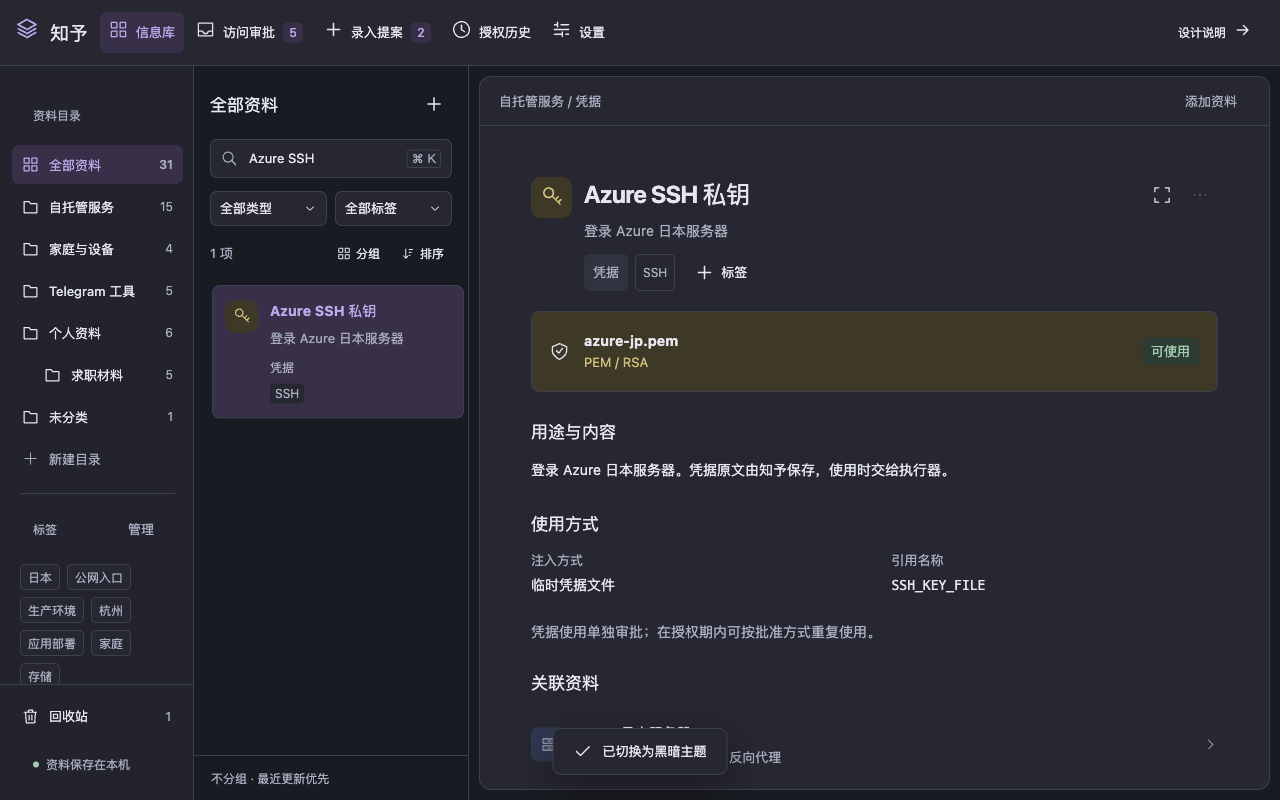 知予
信息库
访问审批 5
录入提案 2
授权历史
设置
设计说明
资料目录
全部资料 31
自托管服务 15
家庭与设备 4
Telegram 工具 5
个人资料 6
求职材料 5
未分类 1
新建目录
标签 管理
日本 公网入口
生产环境 杭州
应用部署 家庭
存储
回收站 1
资料保存在本机
全部资料
Azure SSH ⌘ K
全部类型 全部标签
1 项 分组 排序
Azure SSH 私钥
登录 Azure 日本服务器
凭据
SSH
不分组 · 最近更新优先
自托管服务 / 凭据 添加资料
Azure SSH 私钥
登录 Azure 日本服务器
凭据 SSH 标签
azure-jp.pem
PEM / RSA
可使用
用途与内容
登录 Azure 日本服务器。凭据原文由知予保存，使用时交给执行器。
使用方式
注入方式 引用名称
临时凭据文件 SSH_KEY_FILE
凭据使用单独审批；在授权期内可按批准方式重复使用。
关联资料
反向代理
已切换为黑暗主题